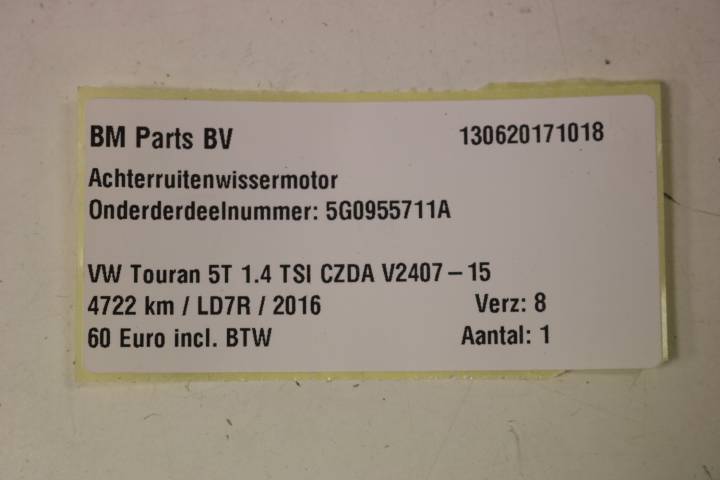 BM Parts BV 130620171018
Achterruitenwissermotor
Onderderdeelnummer: 5G0955711A
VW Touran 5T 1.4 TSI CZDA V2407 – 15
4722 km / LD7R / 2016 Verz: 8
60 Euro incl. BTW Aantal: 1